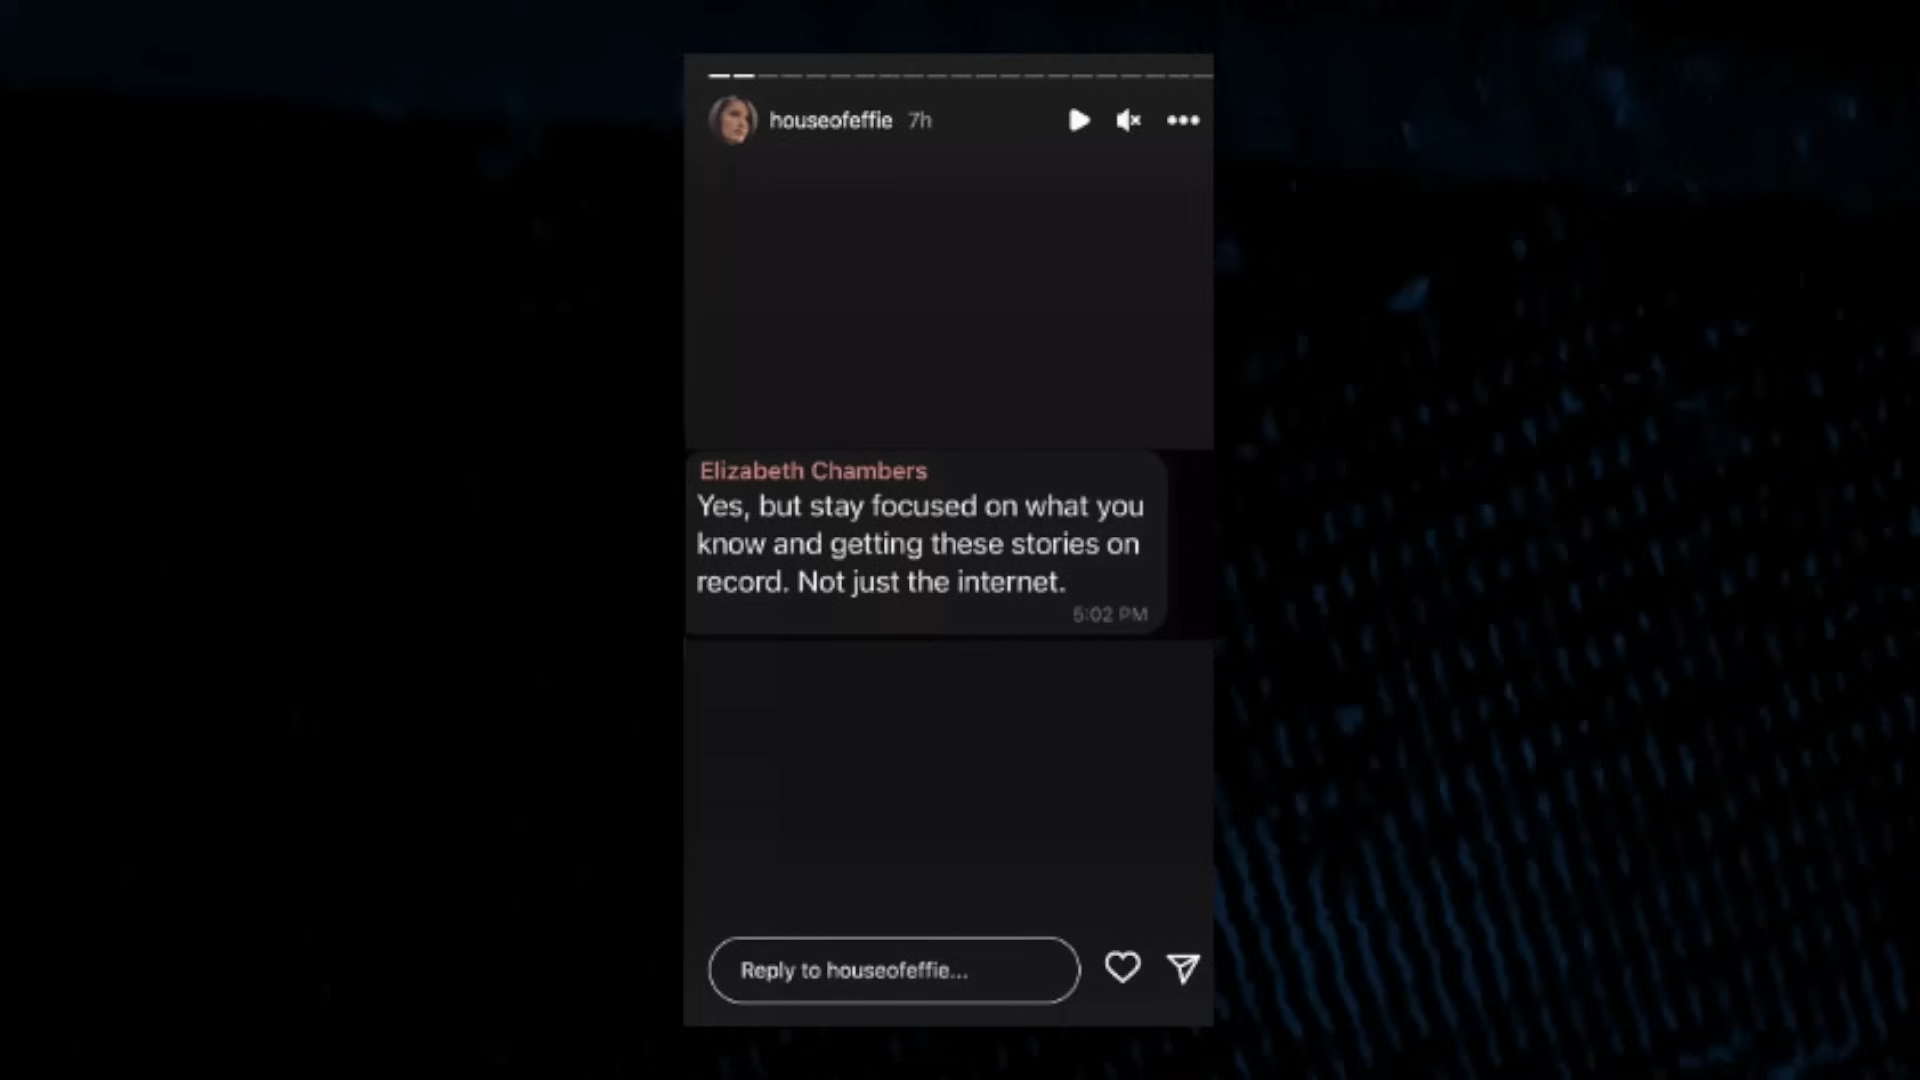 houseofeffie 7h
Elizabeth Chambers
Yes, but stay focused on what you
know and getting these stories on
record. Not just the internet.
5:02 PM
Reply to houseofeffie...